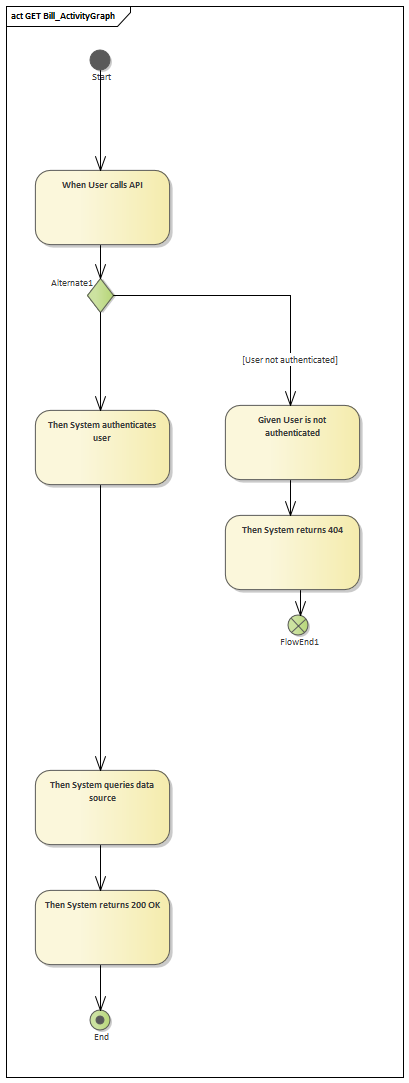 act GET Bill_ActivityGraph
Start
When User calls API
Alternate1
[User not authenticated]
Then System authenticates
user
Given User is not
authenticated
Then System returns 404
FlowEnd1
Then System queries data
source
Then System returns 200 OK
End